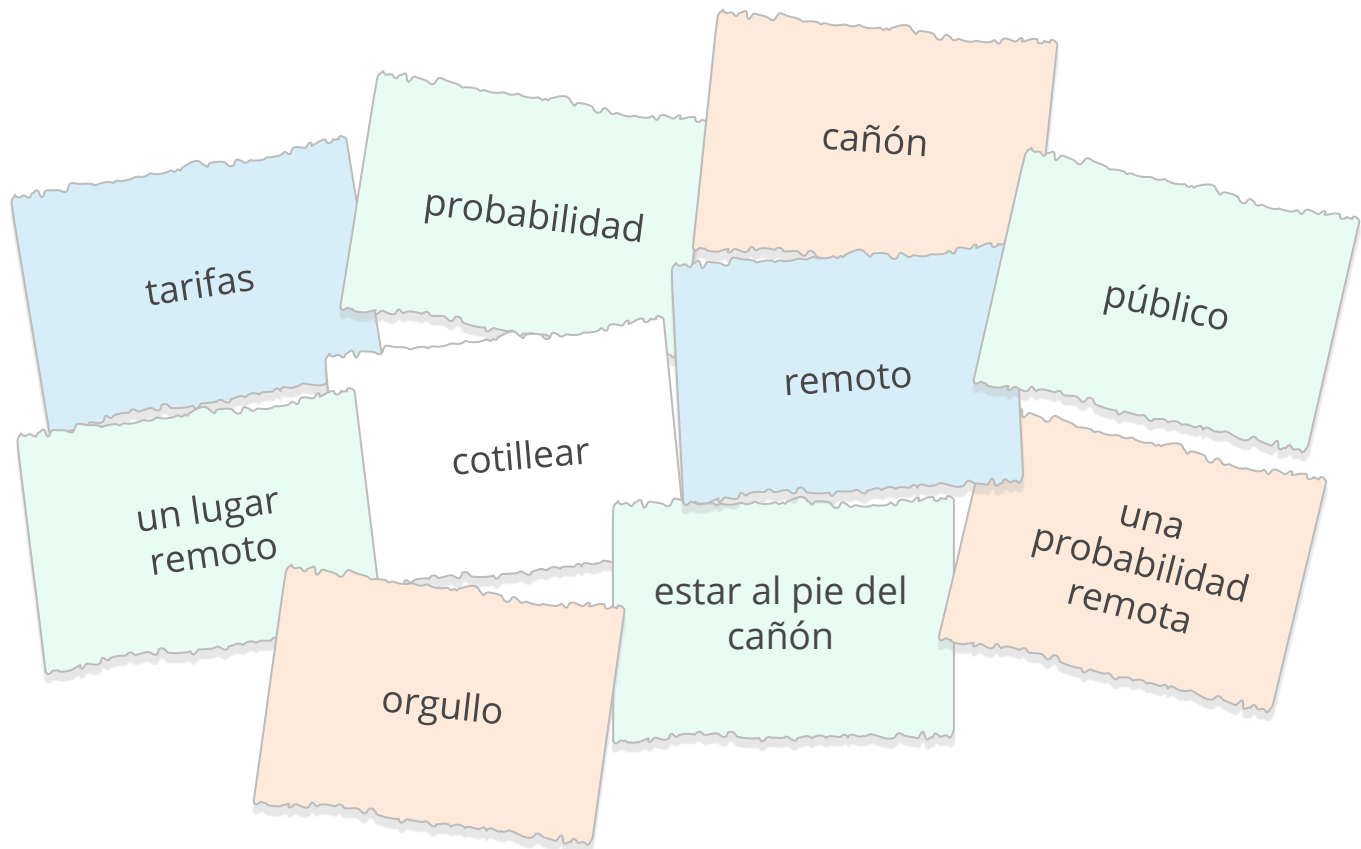 cañón
probabilidad
tarifas
público
remoto
cotillear
un lugar
remoto
una
probabilidad
remota
estar al pie del
cañón
orgullo